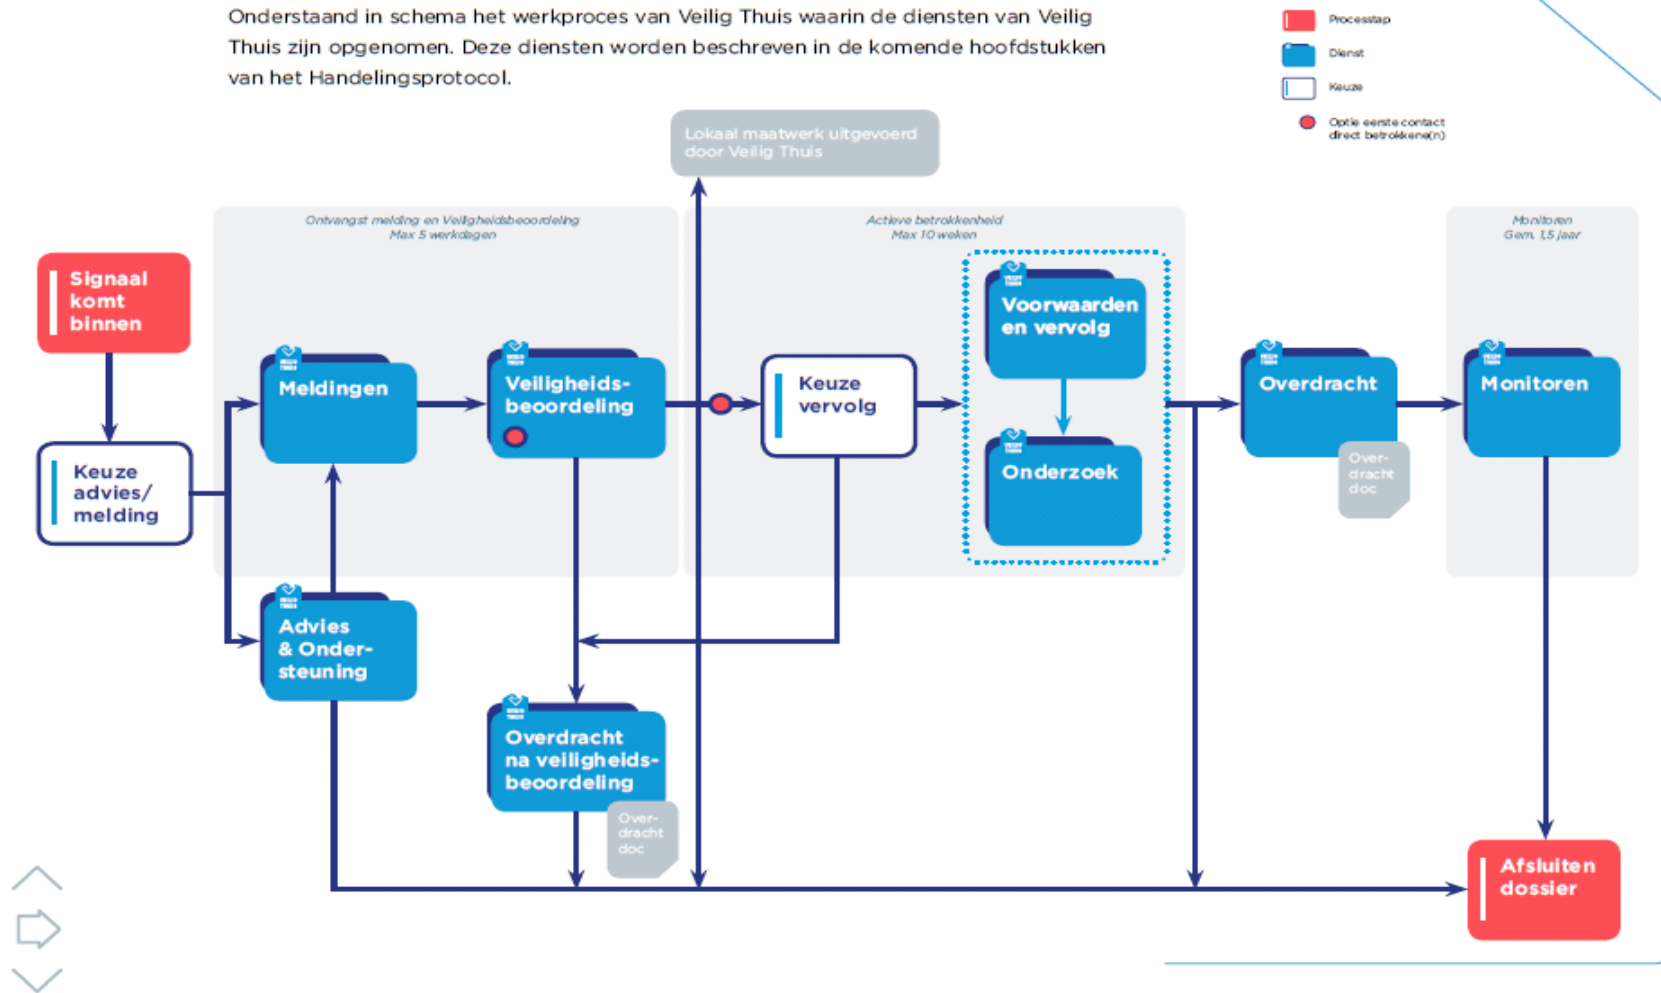 Onderstaand in schema het werkproces van Veilig Thuis waarin de diensten van Veilig
Thuis zijn opgenomen. Deze diensten worden beschreven in de komende hoofdstukken
van het Handelingsprotocol.
Processtap
Dienst
Keuze
Optie eerste contact
direct betrokkene(n)
Lokaal maatwerk uitgevoerd
door Veilig Thuis
Ontvangst melding en Veiligheidsbeoordeling
Max 5 werkdagen
Actieve betrokkenheid
Max 10 weken
Monitoren
Gem. 1,5 jaar
Signaal
komt
binnen
Keuze
advies/
melding
Meldingen
Veiligheids-
beoordeling
Keuze
vervolg
Voorwaarden
en vervolg
Onderzoek
Overdracht
Over-
dracht
doc
Monitoren
Advies
& Onder-
steuning
Overdracht
na veiligheids-
beoordeling
Over-
dracht
doc
Afsluiten
dossier